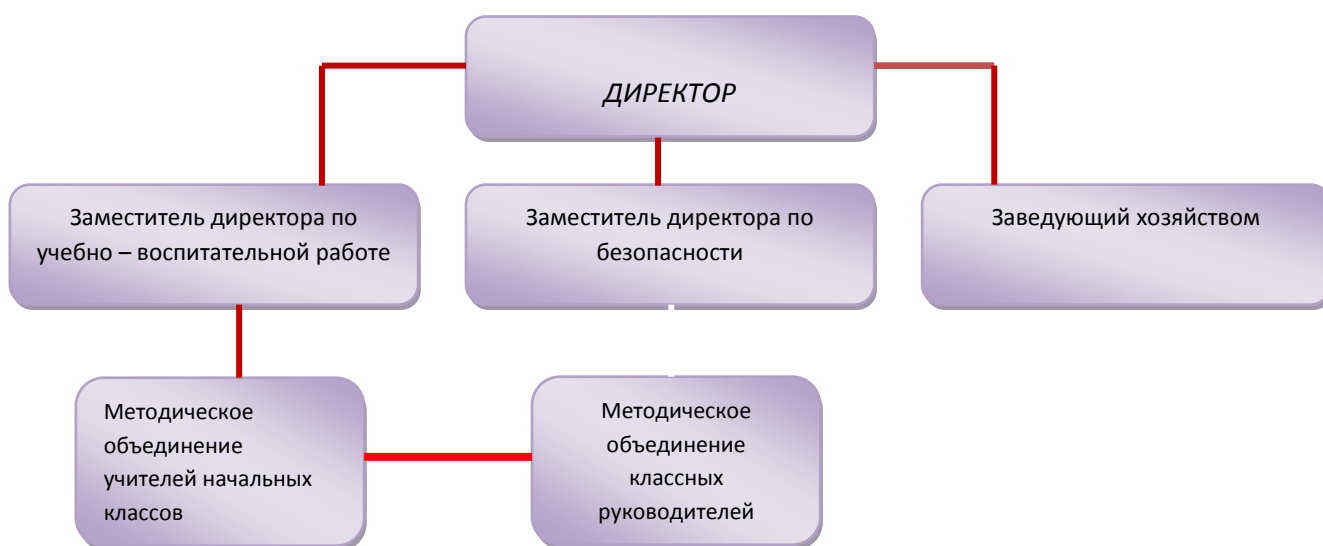 ДИРЕКТОР
Заместитель директора по
учебно – воспитательной работе
Заместитель директора по
безопасности
Заведующий хозяйством
Методическое
объединение
учителей начальных
классов
Методическое
объединение
классных
руководителей